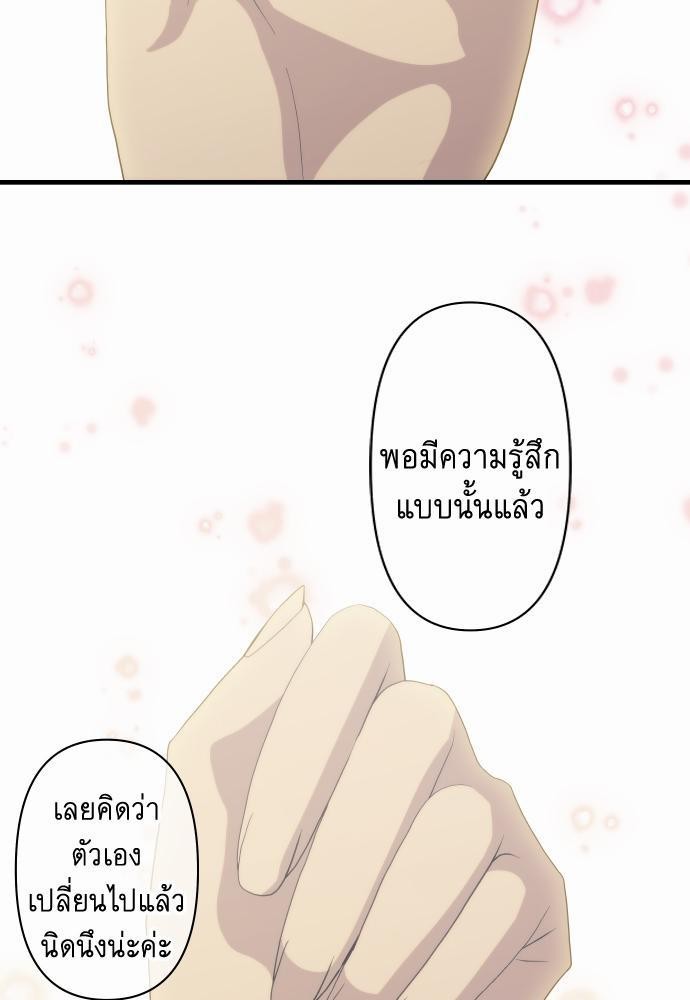 พอมีความรู้สึก
แบบนั้นแล้ว
เลยคิดว่า
ตัวเอง
เปลี่ยนไปแล้ว
นิดนึงน่ะค่ะ